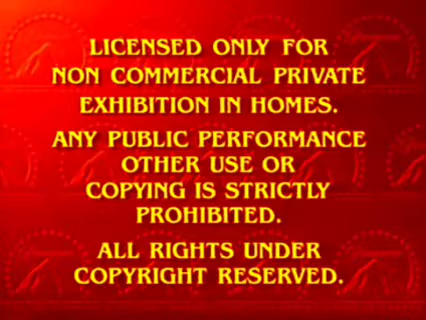 LICENSED ONLY FOR
NON COMMERCIAL PRIVATE
EXHIBITION IN HOMES.
ANY PUBLIC PERFORMANCE
OTHER USE OR
COPYING IS STRICTLY
PROHIBITED.
ALL RIGHTS UNDER
COPYRIGHT RESERVED.